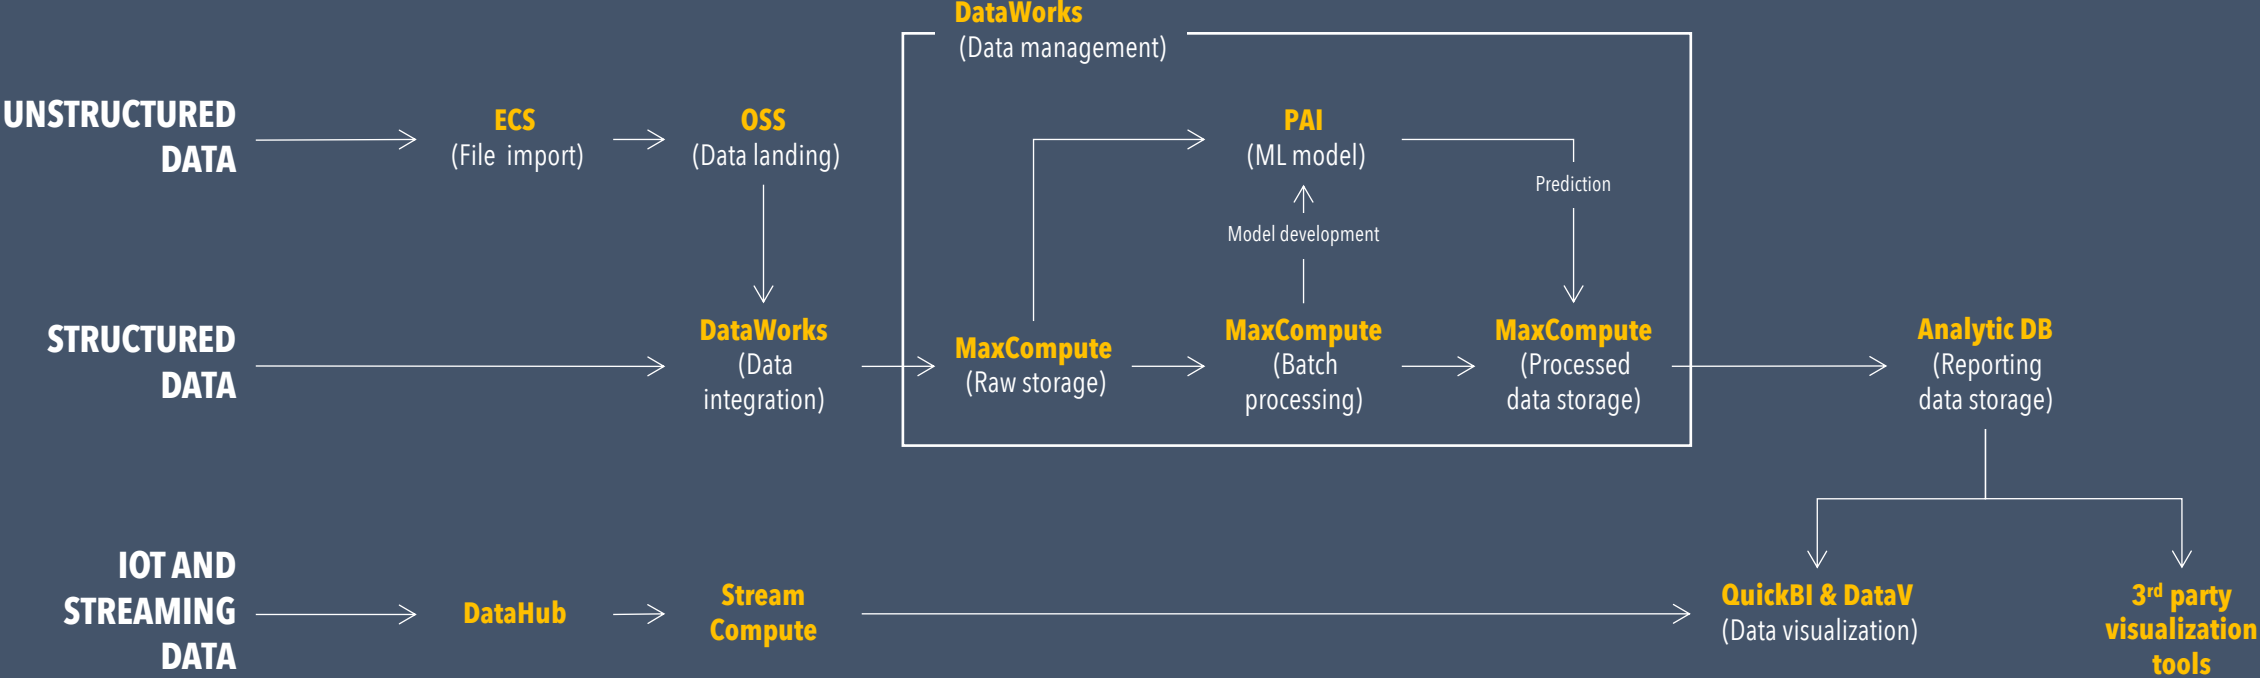 DataWorks
(Data management)
UNSTRUCTURED
DATA
ECS
(File import)
OSS
(Data landing)
PAI
(ML model)
Prediction
Model development
STRUCTURED
DATA
DataWorks
(Data
integration)
MaxCompute
(Raw storage)
MaxCompute
(Batch
processing)
MaxCompute
(Processed
data storage)
Analytic DB
(Reporting
data storage)
IOT AND
STREAMING
DATA
DataHub
Stream
Compute
QuickBI & DataV
(Data visualization)
3rd party
visualization
tools